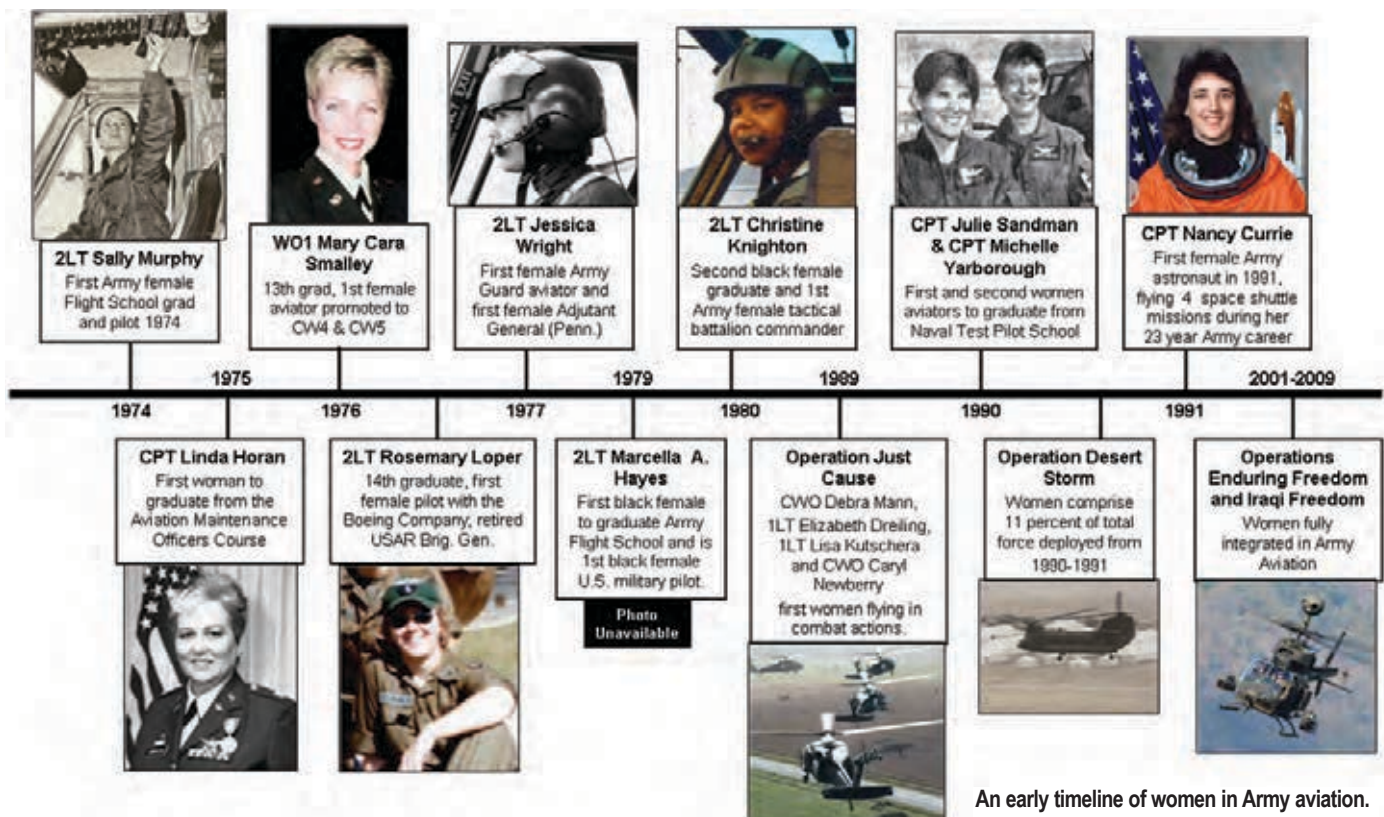 2LT Sally Murphy
First Army female
Flight School grad
and pilot 1974
WO1 Mary Cara
Smalley
13th grad, 1st female
aviator promoted to
CW4 & CW5
2LT Jessica
Wright
First female Army
Guard aviator and
first female Adjutant
General (Penn.)
2LT Christine
Knighton
Second black female
graduate and 1st
Army female tactical
battalion commander
CPT Julie Sandman
& CPT Michelle
Yarborough
First and second women
aviators to graduate from
Naval Test Pilot School
CPT Nancy Currie
First female Army
astronaut in 1991,
flying 4 space shuttle
missions during her
23 year Army career
1975
1979
1989
2001-2009
1974
1976
1977
1980
1990
1991
CPT Linda Horan
First woman to
graduate from the
Aviation Maintenance
Officers Course
2LT Rosemary Loper
14th graduate, first
female pilot with the
Boeing Company, retired
USAR Brig. Gen.
2LT Marcella A.
Hayes
First black female
to graduate Army
Flight School and is
1st black female
U.S. military pilot.
Photo
Unavailable
Operation Just
Cause
CWO Debra Mann,
1LT Elizabeth Dreiling,
1LT Lisa Kutschera
and CWO Caryl
Newberry
first women flying in
combat actions.
Operation Desert
Storm
Women comprise
11 percent of total
force deployed from
1990-1991
Operations
Enduring Freedom
and Iraqi Freedom
Women fully
integrated in Army
Aviation
An early timeline of women in Army aviation.